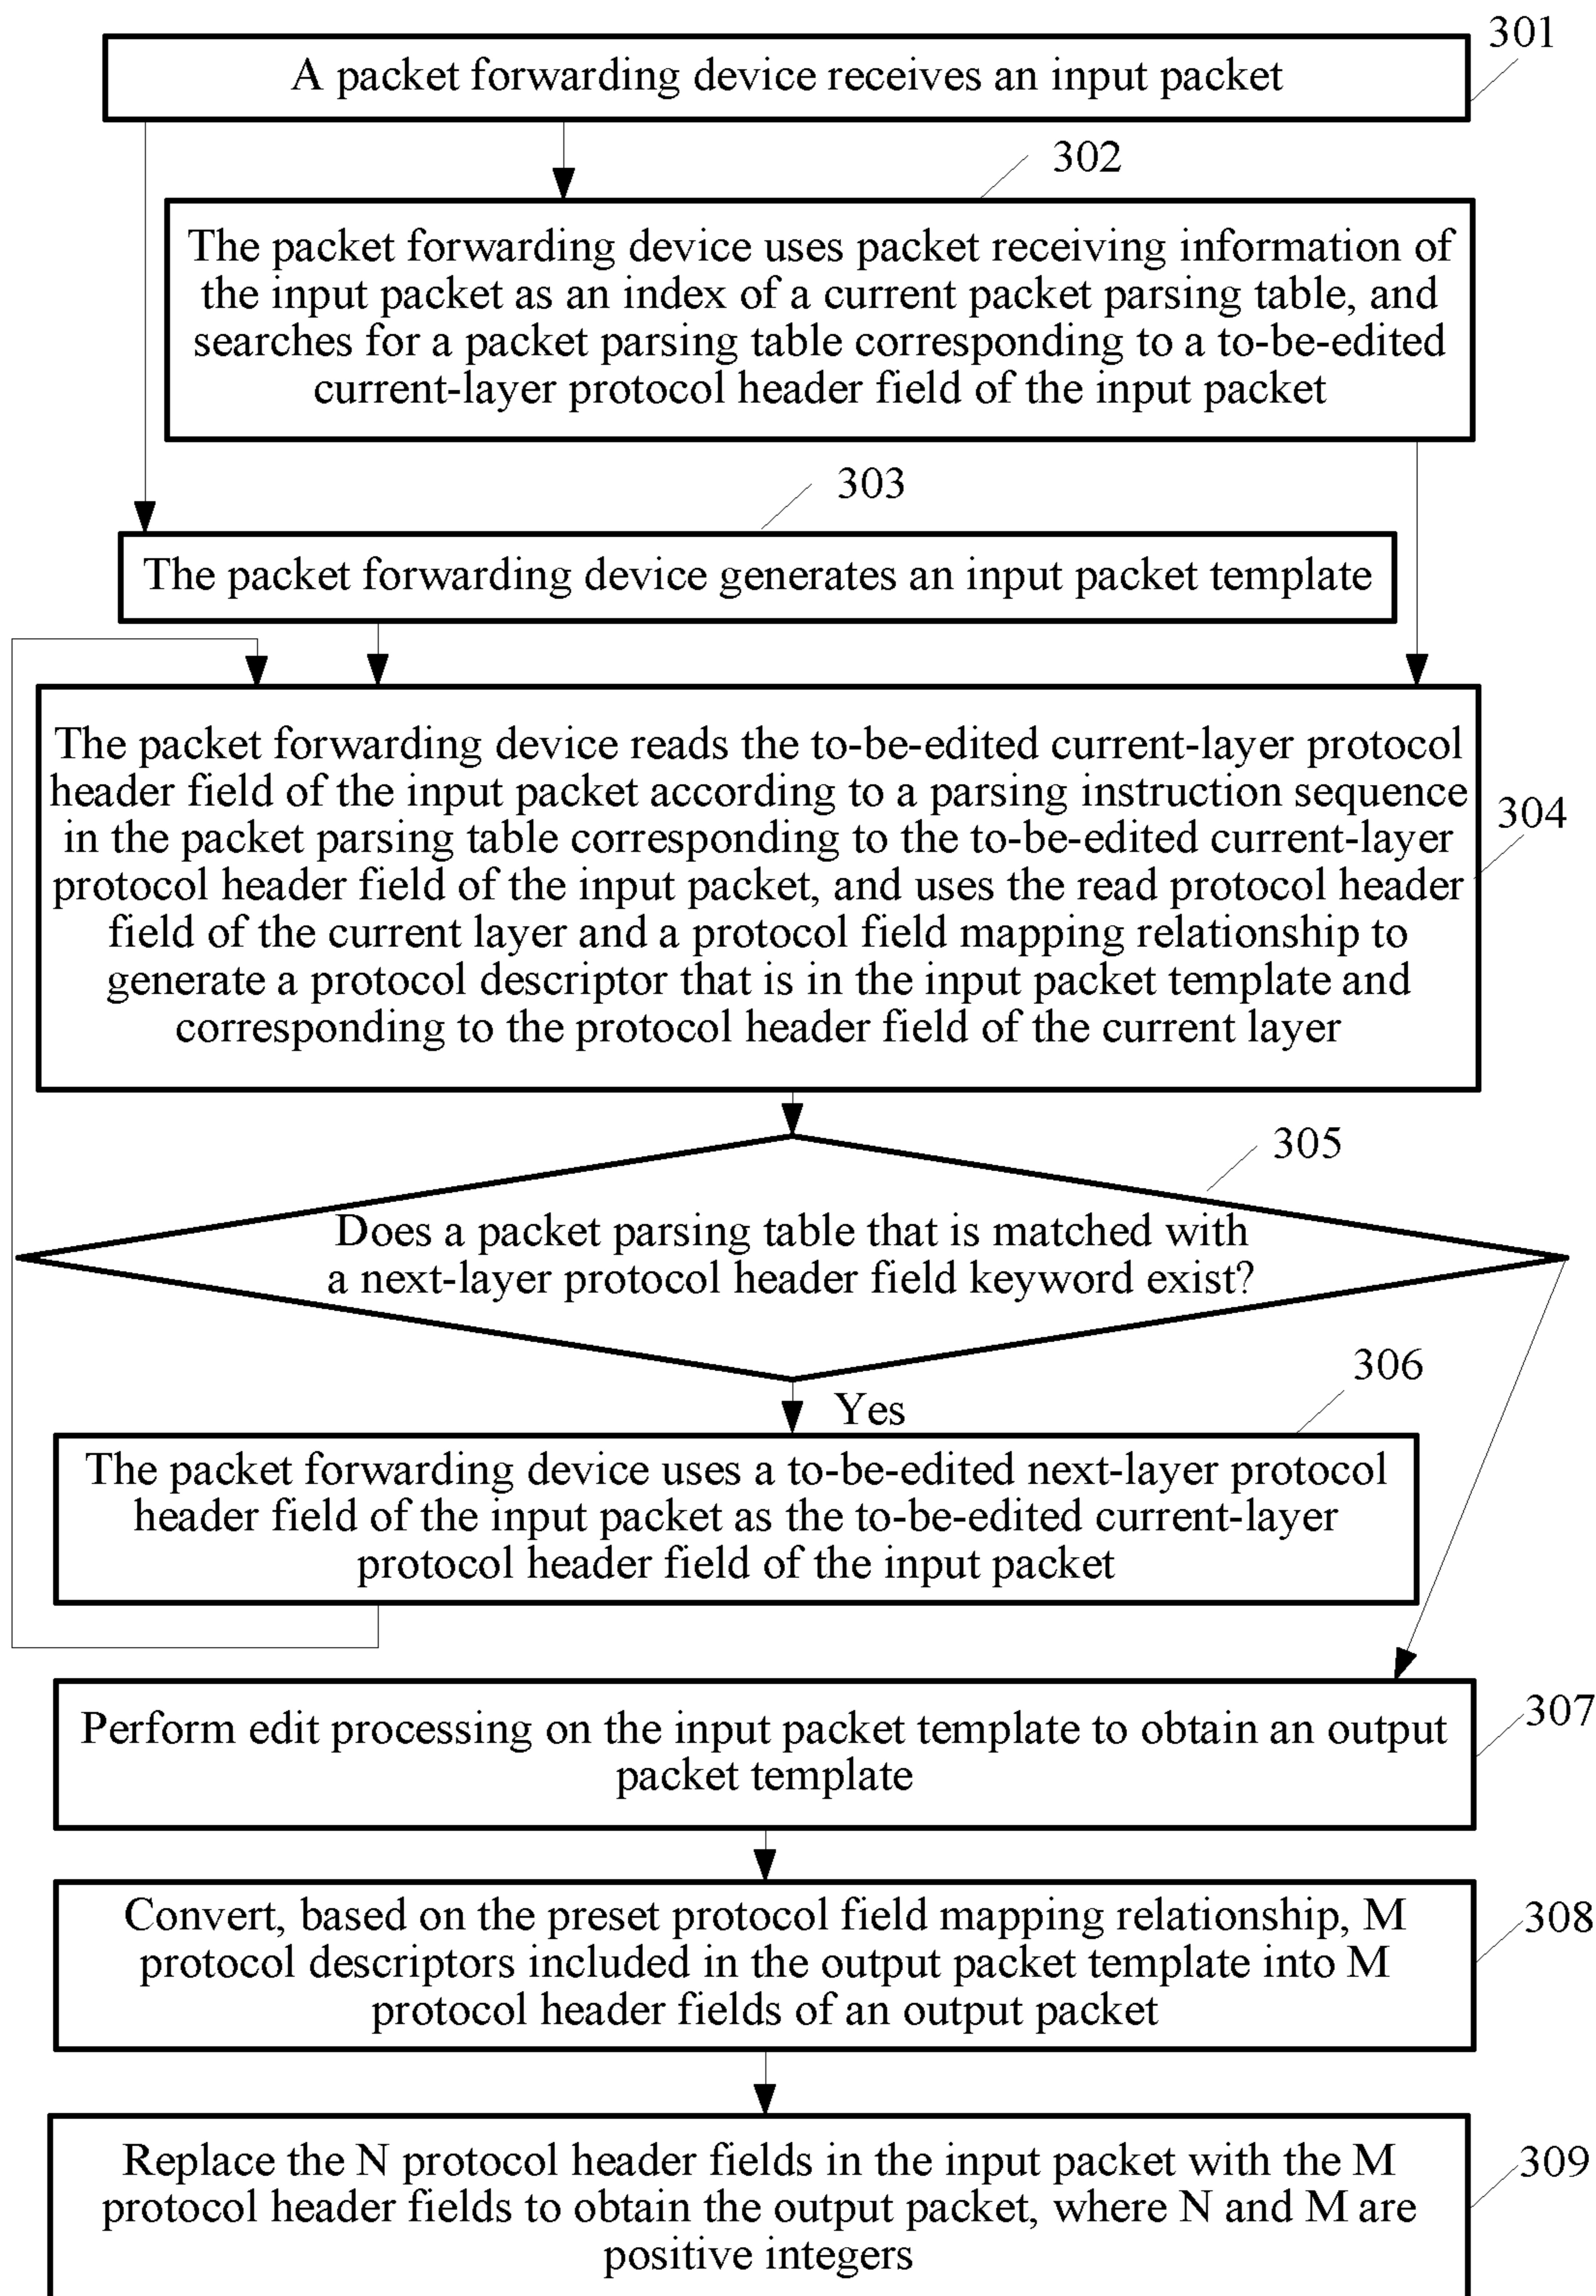 301
A packet forwarding device receives an input packet
302
The packet forwarding device uses packet receiving information of
the input packet as an index of a current packet parsing table, and
searches for a packet parsing table corresponding to a to-be-edited
current-layer protocol header field of the input packet
303
The packet forwarding device generates an input packet template
The packet forwarding device reads the to-be-edited current-layer protocol
header field of the input packet according to a parsing instruction sequence
in the packet parsing table corresponding to the to-be-edited current-layer
304
protocol header field of the input packet, and uses the read protocol header
field of the current layer and a protocol field mapping relationship to
generate a protocol descriptor that is in the input packet template and
corresponding to the protocol header field of the current layer
305
Does a packet parsing table that is matched with
a next-layer protocol header field keyword exist?
306
Yes
The packet forwarding device uses a to-be-edited next-layer protocol
header field of the input packet as the to-be-edited current-layer
protocol header field of the input packet
307
Perform edit processing on the input packet template to obtain an output
packet template
Convert, based on the preset protocol field mapping relationship, M
308
protocol descriptors included in the output packet template into M
protocol header fields of an output packet
Replace the N protocol header fields in the input packet with the M
309
protocol header fields to obtain the output packet, where N and M are
positive integers